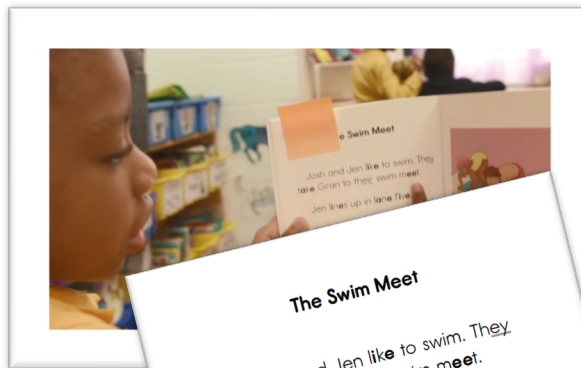 e Swim Meet
Josh and Jen like to swim. They
take Gran to their swim meet.
Jen lines up in lane five.
The Swim Meet
d Jen like to swim. They
meet.